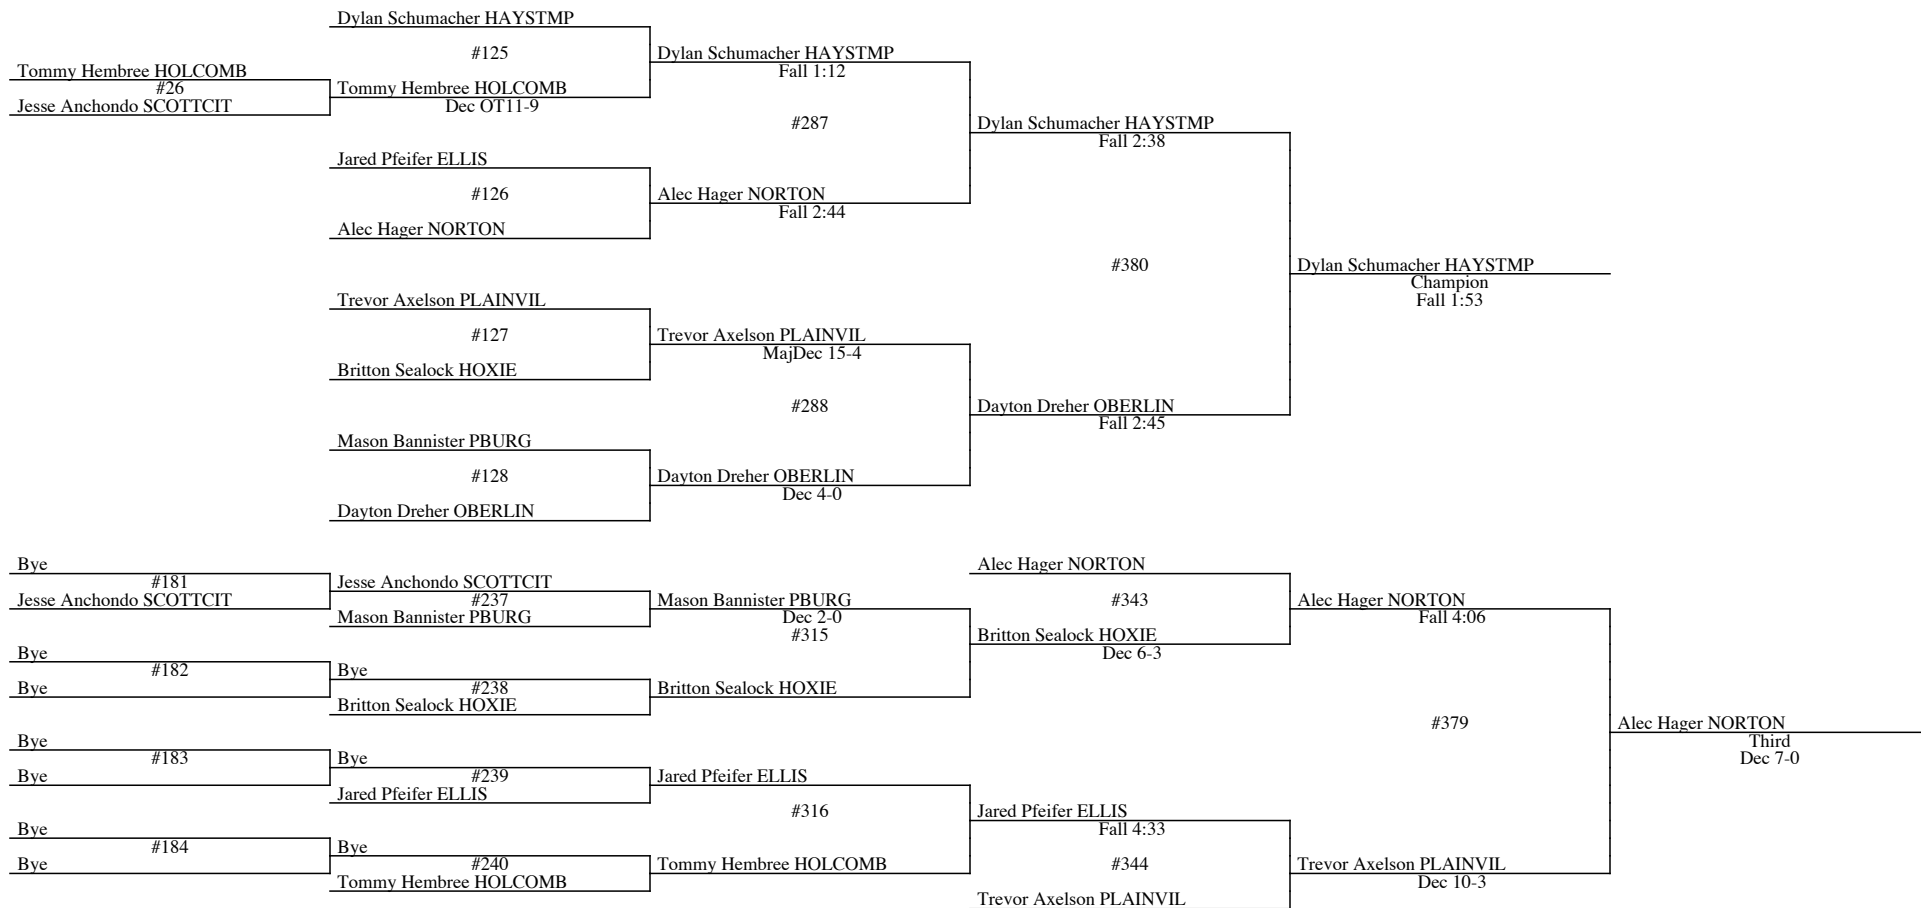 Dylan Schumacher HAYSTMP
#125
Dylan Schumacher HAYSTMP
Fall 1:12
Tommy Hembree HOLCOMB
#26
Jesse Anchondo SCOTTCIT
Tommy Hembree HOLCOMB
Dec OT11-9
#287
Dylan Schumacher HAYSTMP
Fall 2:38
Jared Pfeifer ELLIS
#126
Alec Hager NORTON
Fall 2:44
Alec Hager NORTON
#380
Dylan Schumacher HAYSTMP
Champion
Fall 1:53
Trevor Axelson PLAINVIL
#127
Trevor Axelson PLAINVIL
MajDec 15-4
Britton Sealock HOXIE
#288
Dayton Dreher OBERLIN
Fall 2:45
Mason Bannister PBURG
#128
Dayton Dreher OBERLIN
Dec 4-0
Dayton Dreher OBERLIN
Bye
#181
Jesse Anchondo SCOTTCIT
Jesse Anchondo SCOTTCIT
#237
Mason Bannister PBURG
Mason Bannister PBURG
Dec 2-0
#315
Alec Hager NORTON
#343
Britton Sealock HOXIE
Dec 6-3
Alec Hager NORTON
Fall 4:06
Bye
#182
Bye
Bye
#238
Britton Sealock HOXIE
Britton Sealock HOXIE
#379
Alec Hager NORTON
Third
Dec 7-0
Bye
#183
Bye
Bye
#239
Jared Pfeifer ELLIS
Jared Pfeifer ELLIS
#316
Jared Pfeifer ELLIS
Fall 4:33
Bye
#184
Bye
Bye
#240
Tommy Hembree HOLCOMB
Tommy Hembree HOLCOMB
#344
Trevor Axelson PLAINVIL
Trevor Axelson PLAINVIL
Dec 10-3